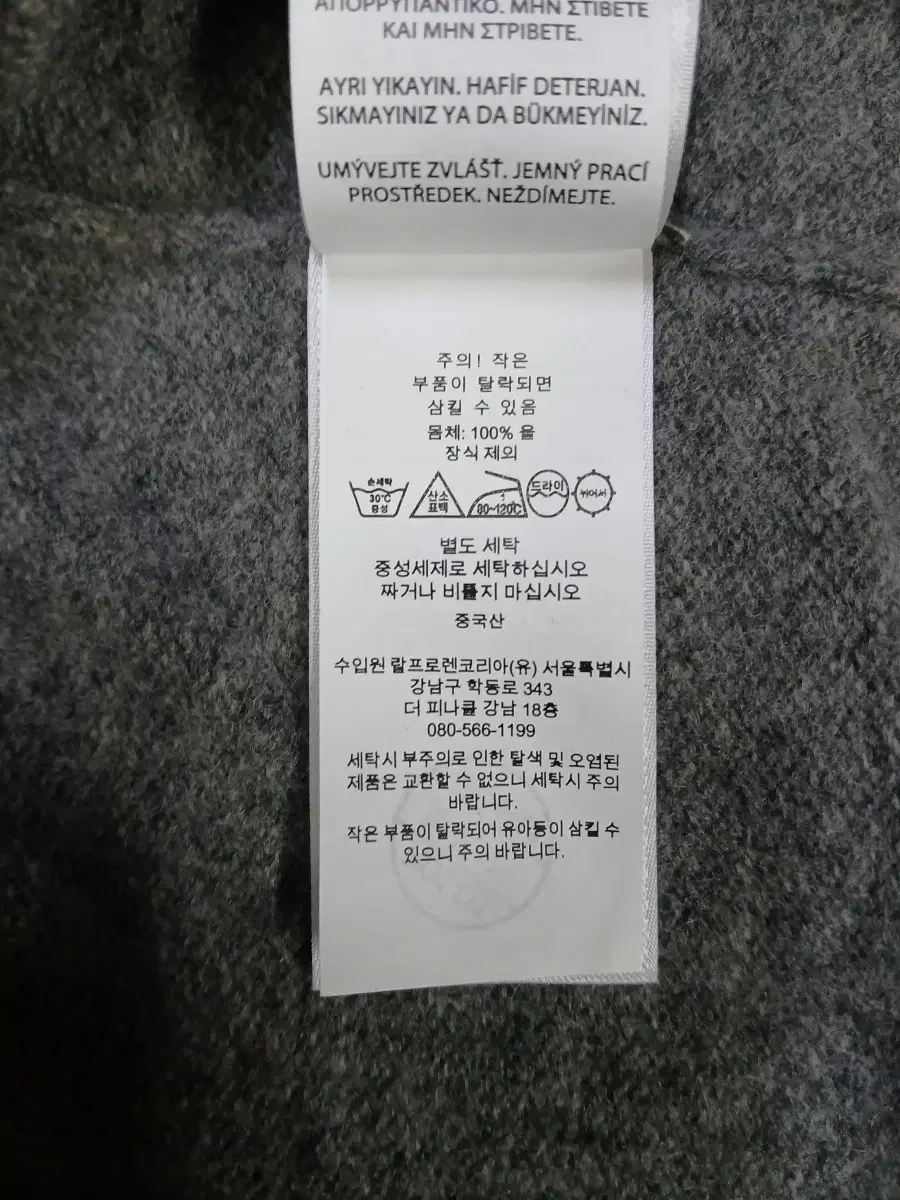 ΑΠΟΡΡΥΠΑΝΤΙΚΟ. ΜΗΝ ΣΤΙΒΕΤΕ
ΚΑΙ ΜΗΝ ΣΤΡΙΒΕΤΕ.
AYRI YIKAYIN. HAFİF DETERJAN.
SIKMAYINIZ YA DA BÜKMEYİNİZ.
UMÝVEJTE ZVLÁŠŤ. JEMNÝ PRACÍ
PROSTŘEDEK. NEŽDÍMEJTE.
주의! 작은
부품이 탈락되면
삼킬 수 있음
몸체: 100% 울
장식 제외
손세탁 30°C 중성 산소 표백 80~120°C 드라이 뉘어서
별도 세탁
중성세제로 세탁하십시오
짜거나 비틀지 마십시오
중국산
수입원 랄프로렌코리아(유) 서울특별시
강남구 학동로 343
더 피나클 강남 18층
080-566-1199
세탁시 부주의로 인한 탈색 및 오염된
제품은 교환할 수 없으니 세탁시 주의
바랍니다.
작은 부품이 탈락되어 유아등이 삼킬 수
있으니 주의 바랍니다.